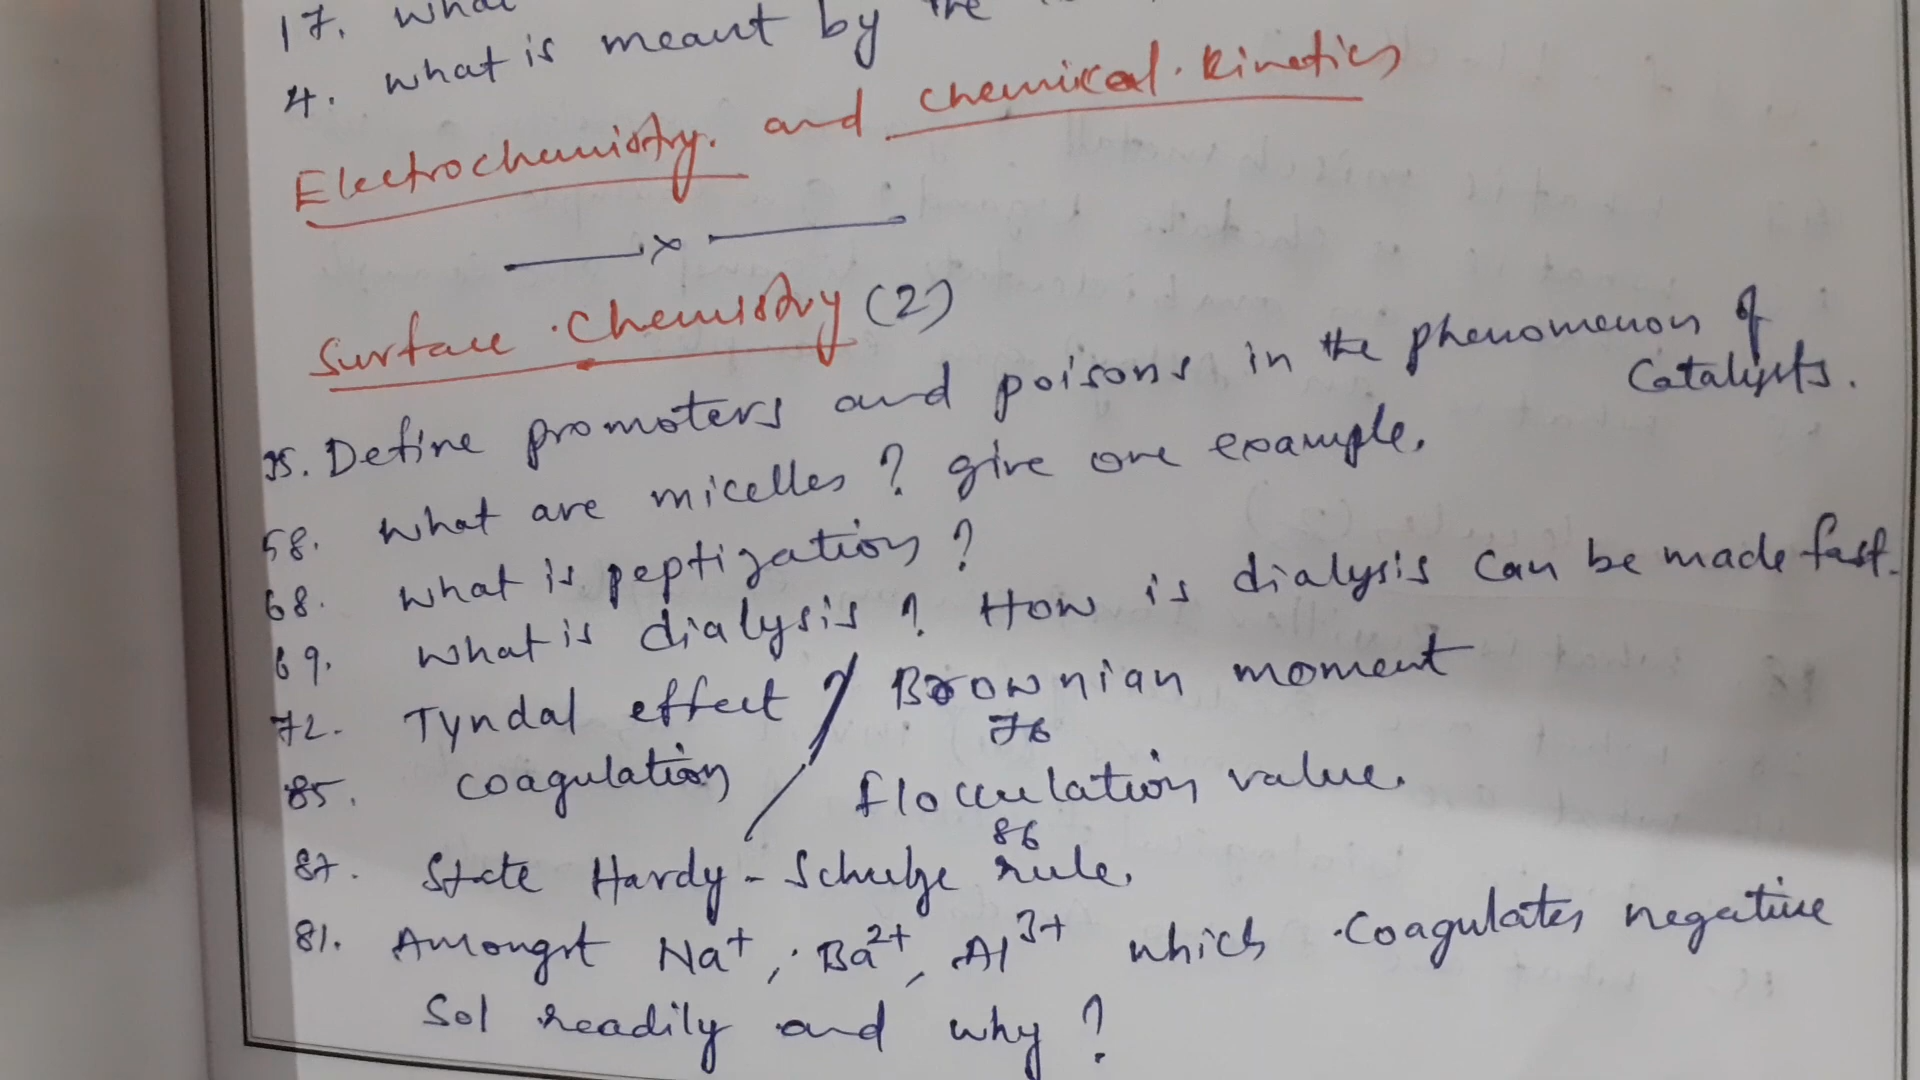 17. what
4. what is meant by the
Electrochemistry. and chemical. Kinetics
x
Surface .Chemistry (2)
35. Define promoters and poisons in the phenomenon of
Catalysts.
58. what are micelles? give one example.
68. what is peptization?
69. what is dialysis? How is dialysis can be made fast.
72. Tyndal effect? / Brownian moment
76
85. coagulation / flocculation value.
86
87. State Hardy-Schulze rule.
81. Amongst Na+, Ba2+, Al3+ which coagulates negative
Sol readily and why?